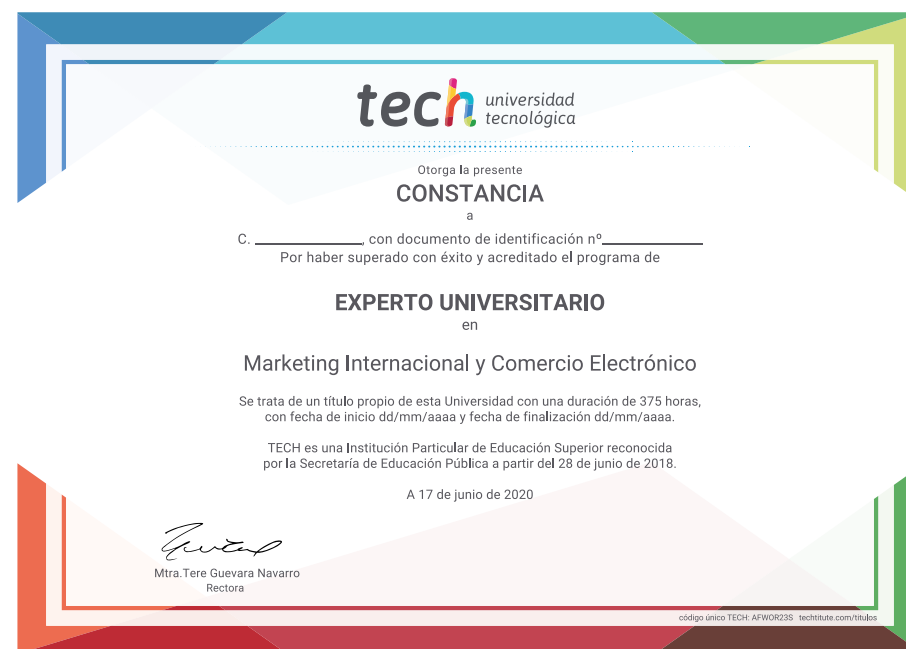 tech universidad
tecnológica
Otorga la presente
CONSTANCIA
a
C. ____________, con documento de identificación nº____________
Por haber superado con éxito y acreditado el programa de
EXPERTO UNIVERSITARIO
en
Marketing Internacional y Comercio Electrónico
Se trata de un título propio de esta Universidad con una duración de 375 horas,
con fecha de inicio dd/mm/aaaa y fecha de finalización dd/mm/aaaa.
TECH es una Institución Particular de Educación Superior reconocida
por la Secretaría de Educación Pública a partir del 28 de junio de 2018.
A 17 de junio de 2020
Mtra.Tere Guevara Navarro
Rectora
código único TECH: AFWOR23S techtitute.com/titulos